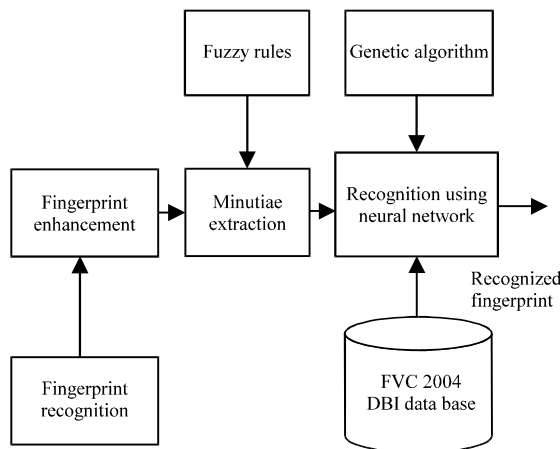 Fuzzy rules
Genetic algorithm
Fingerprint
enhancement
Minutiae
extraction
Recognition using
neural network
Recognized
fingerprint
Fingerprint
recognition
FVC 2004
DBI data base